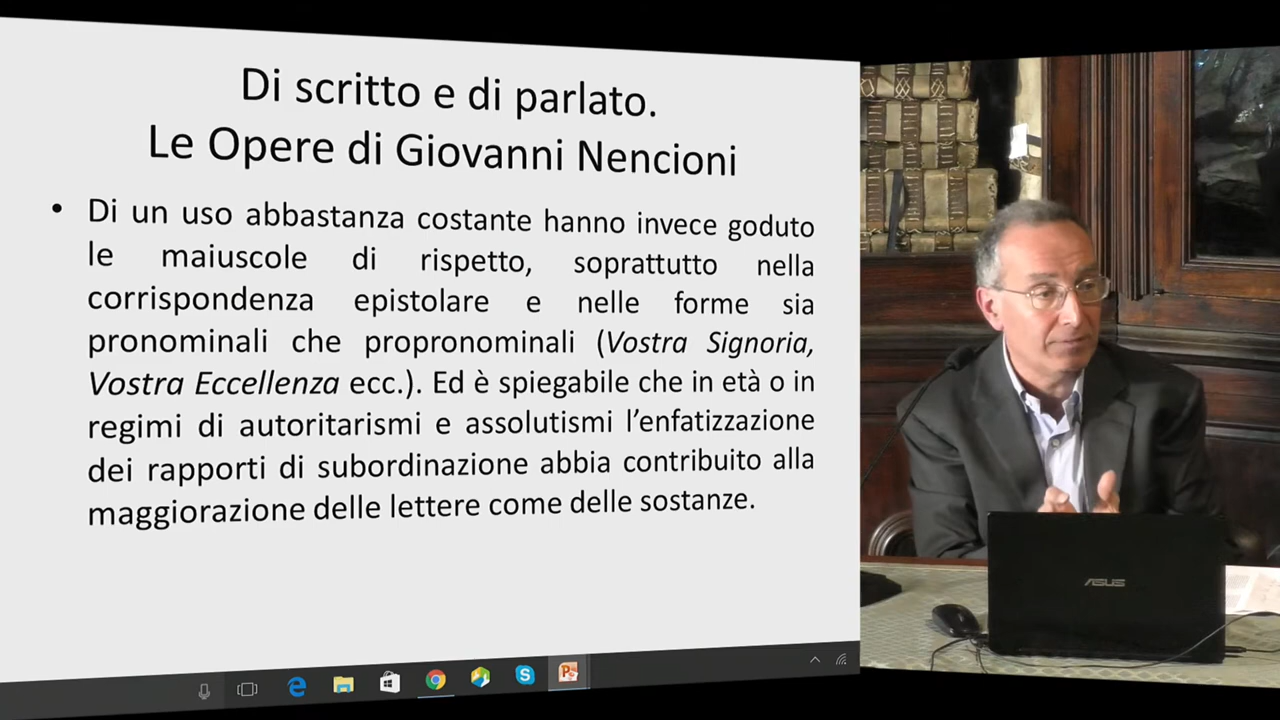 Di scritto e di parlato.
Le Opere di Giovanni Nencioni
• Di un uso abbastanza costante hanno invece goduto
le maiuscole di rispetto, soprattutto nella
corrispondenza epistolare e nelle forme sia
pronominali che propronominali (Vostra Signoria,
Vostra Eccellenza ecc.). Ed è spiegabile che in età o in
regimi di autoritarismi e assolutismi l’enfatizzazione
dei rapporti di subordinazione abbia contribuito alla
maggiorazione delle lettere come delle sostanze.
ASUS